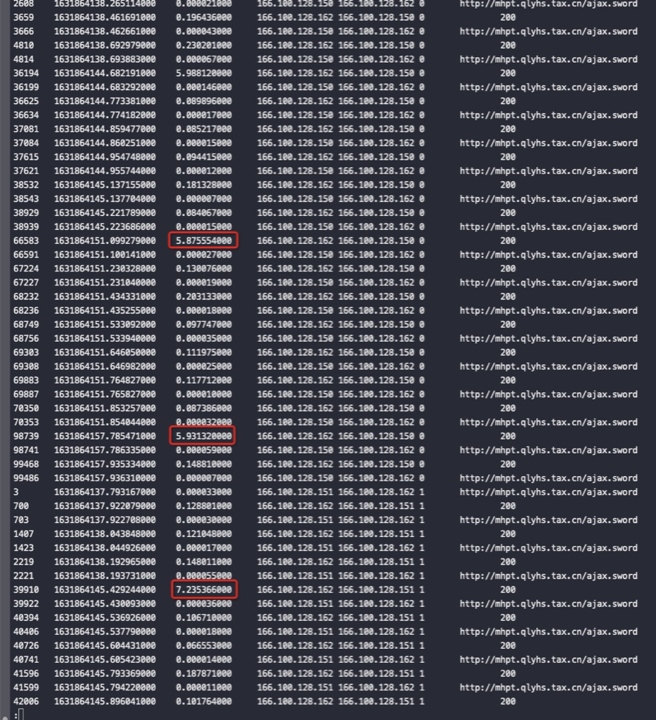 2608 1631864138.265114000 0.000021000 166.100.128.150 166.100.128.162 0 http://mhpt.qlyhs.tax.cn/ajax.sword
3659 1631864138.461691000 0.196436000 166.100.128.162 166.100.128.150 0 200
3666 1631864138.462661000 0.000043000 166.100.128.150 166.100.128.162 0 http://mhpt.qlyhs.tax.cn/ajax.sword
4810 1631864138.692979000 0.230201000 166.100.128.162 166.100.128.150 0 200
4814 1631864138.693883000 0.000067000 166.100.128.150 166.100.128.162 0 http://mhpt.qlyhs.tax.cn/ajax.sword
36194 1631864144.682191000 5.988120000 166.100.128.162 166.100.128.150 0 200
36199 1631864144.683292000 0.000146000 166.100.128.150 166.100.128.162 0 http://mhpt.qlyhs.tax.cn/ajax.sword
36625 1631864144.773381000 0.089896000 166.100.128.162 166.100.128.150 0 200
36634 1631864144.774182000 0.000017000 166.100.128.150 166.100.128.162 0 http://mhpt.qlyhs.tax.cn/ajax.sword
37081 1631864144.859477000 0.085217000 166.100.128.162 166.100.128.150 0 200
37084 1631864144.860251000 0.000015000 166.100.128.150 166.100.128.162 0 http://mhpt.qlyhs.tax.cn/ajax.sword
37615 1631864144.954748000 0.094415000 166.100.128.162 166.100.128.150 0 200
37621 1631864144.955744000 0.000012000 166.100.128.150 166.100.128.162 0 http://mhpt.qlyhs.tax.cn/ajax.sword
38532 1631864145.137155000 0.181328000 166.100.128.162 166.100.128.150 0 200
38543 1631864145.137704000 0.000007000 166.100.128.150 166.100.128.162 0 http://mhpt.qlyhs.tax.cn/ajax.sword
38929 1631864145.221789000 0.084067000 166.100.128.162 166.100.128.150 0 200
38939 1631864145.223686000 0.000015000 166.100.128.150 166.100.128.162 0 http://mhpt.qlyhs.tax.cn/ajax.sword
66583 1631864151.099279000 5.875554000 166.100.128.162 166.100.128.150 0 200
66591 1631864151.100141000 0.000027000 166.100.128.150 166.100.128.162 0 http://mhpt.qlyhs.tax.cn/ajax.sword
67224 1631864151.230328000 0.130076000 166.100.128.162 166.100.128.150 0 200
67227 1631864151.231040000 0.000019000 166.100.128.150 166.100.128.162 0 http://mhpt.qlyhs.tax.cn/ajax.sword
68232 1631864151.434331000 0.203133000 166.100.128.162 166.100.128.150 0 200
68236 1631864151.435255000 0.000018000 166.100.128.150 166.100.128.162 0 http://mhpt.qlyhs.tax.cn/ajax.sword
68749 1631864151.533092000 0.097747000 166.100.128.162 166.100.128.150 0 200
68756 1631864151.533940000 0.000035000 166.100.128.150 166.100.128.162 0 http://mhpt.qlyhs.tax.cn/ajax.sword
69303 1631864151.646050000 0.111975000 166.100.128.162 166.100.128.150 0 200
69308 1631864151.646982000 0.000025000 166.100.128.150 166.100.128.162 0 http://mhpt.qlyhs.tax.cn/ajax.sword
69883 1631864151.764827000 0.117712000 166.100.128.162 166.100.128.150 0 200
69887 1631864151.765827000 0.000010000 166.100.128.150 166.100.128.162 0 http://mhpt.qlyhs.tax.cn/ajax.sword
70350 1631864151.853257000 0.087386000 166.100.128.162 166.100.128.150 0 200
70353 1631864151.854044000 0.000032000 166.100.128.150 166.100.128.162 0 http://mhpt.qlyhs.tax.cn/ajax.sword
98739 1631864157.785471000 5.931320000 166.100.128.162 166.100.128.150 0 200
98741 1631864157.786335000 0.000059000 166.100.128.150 166.100.128.162 0 http://mhpt.qlyhs.tax.cn/ajax.sword
99468 1631864157.935334000 0.148810000 166.100.128.162 166.100.128.150 0 200
99486 1631864157.936310000 0.000007000 166.100.128.150 166.100.128.162 0 http://mhpt.qlyhs.tax.cn/ajax.sword
3 1631864137.793167000 0.000033000 166.100.128.151 166.100.128.162 1 http://mhpt.qlyhs.tax.cn/ajax.sword
700 1631864137.922079000 0.128801000 166.100.128.162 166.100.128.151 1 200
703 1631864137.922708000 0.000030000 166.100.128.151 166.100.128.162 1 http://mhpt.qlyhs.tax.cn/ajax.sword
1407 1631864138.043848000 0.121048000 166.100.128.162 166.100.128.151 1 200
1423 1631864138.044926000 0.000017000 166.100.128.151 166.100.128.162 1 http://mhpt.qlyhs.tax.cn/ajax.sword
2219 1631864138.192965000 0.148011000 166.100.128.162 166.100.128.151 1 200
2221 1631864138.193731000 0.000055000 166.100.128.151 166.100.128.162 1 http://mhpt.qlyhs.tax.cn/ajax.sword
39910 1631864145.429244000 7.235366000 166.100.128.162 166.100.128.151 1 200
39922 1631864145.430093000 0.000036000 166.100.128.151 166.100.128.162 1 http://mhpt.qlyhs.tax.cn/ajax.sword
40394 1631864145.536926000 0.106710000 166.100.128.162 166.100.128.151 1 200
40406 1631864145.537790000 0.000018000 166.100.128.151 166.100.128.162 1 http://mhpt.qlyhs.tax.cn/ajax.sword
40726 1631864145.604431000 0.066553000 166.100.128.162 166.100.128.151 1 200
40741 1631864145.605423000 0.000014000 166.100.128.151 166.100.128.162 1 http://mhpt.qlyhs.tax.cn/ajax.sword
41596 1631864145.793369000 0.187871000 166.100.128.162 166.100.128.151 1 200
41599 1631864145.794220000 0.000011000 166.100.128.151 166.100.128.162 1 http://mhpt.qlyhs.tax.cn/ajax.sword
42006 1631864145.896041000 0.101764000 166.100.128.162 166.100.128.151 1 200
: